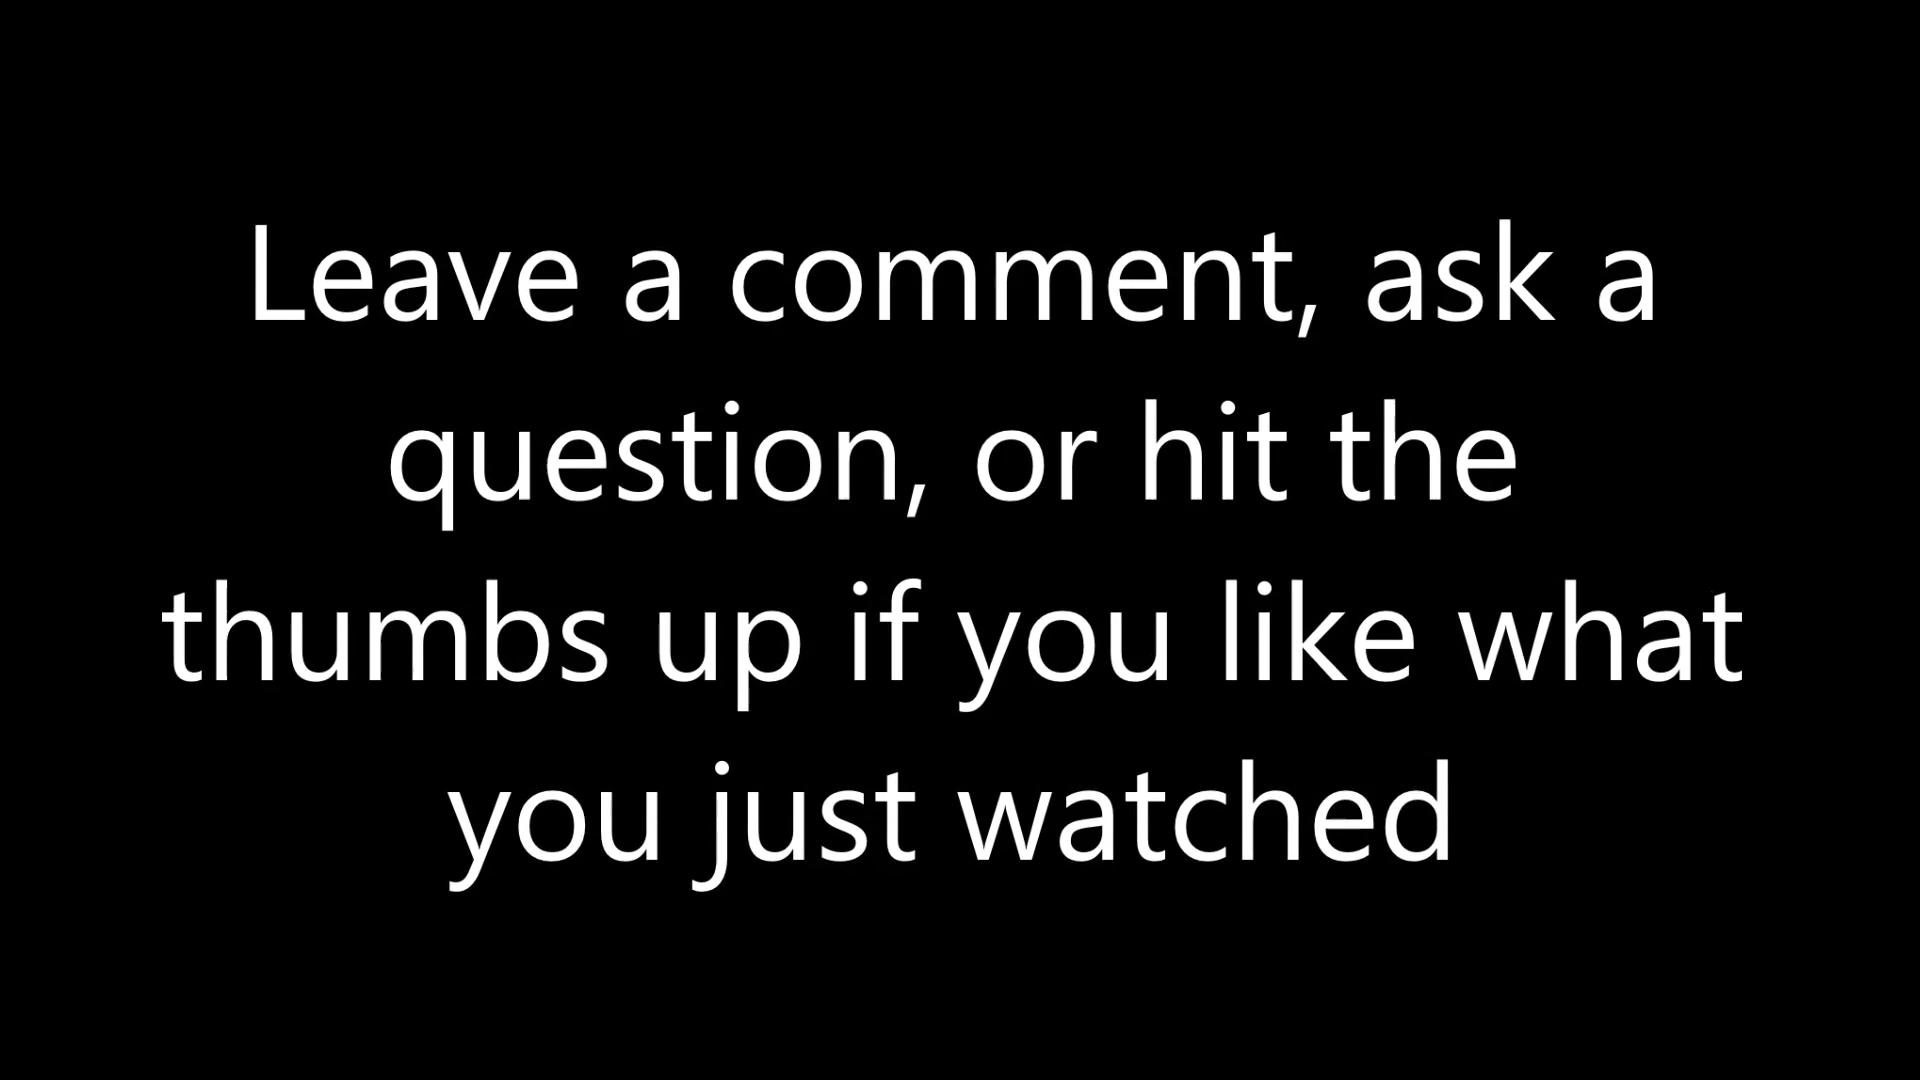 Leave a comment, ask a
question, or hit the
thumbs up if you like what
you just watched